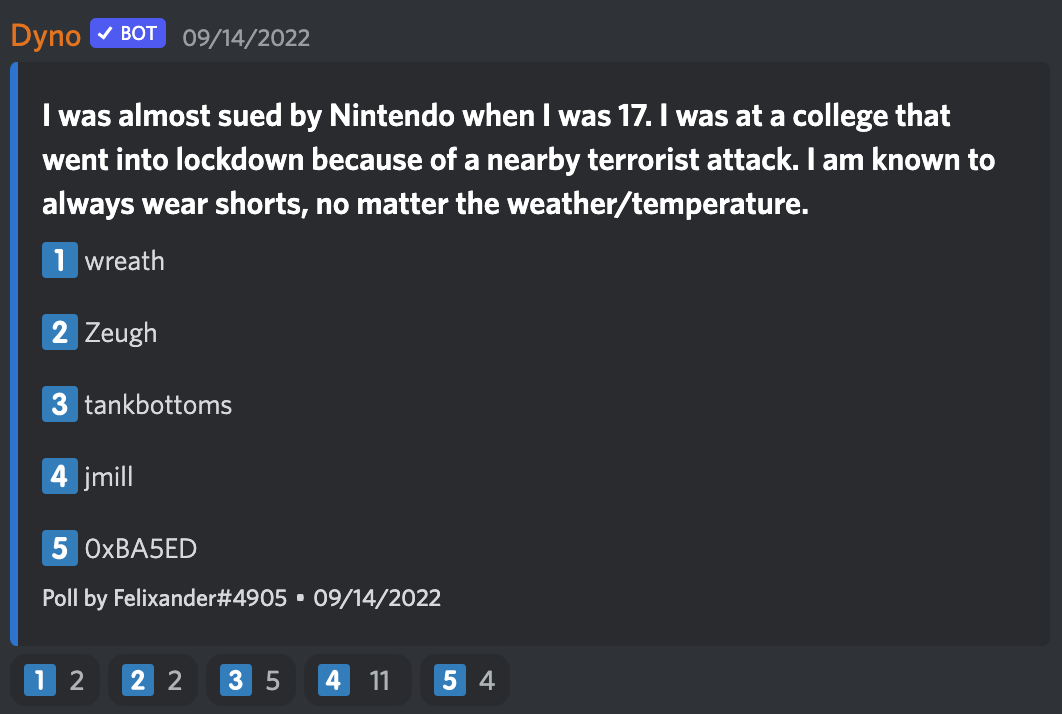 Dyno ✓ BOT 09/14/2022
I was almost sued by Nintendo when I was 17. I was at a college that
went into lockdown because of a nearby terrorist attack. I am known to
always wear shorts, no matter the weather/temperature.
1 wreath
2 Zeugh
3 tankbottoms
4 jmill
5 0xBA5ED
Poll by Felixander#4905 • 09/14/2022
1 2 2 2 3 5 4 11 5 4